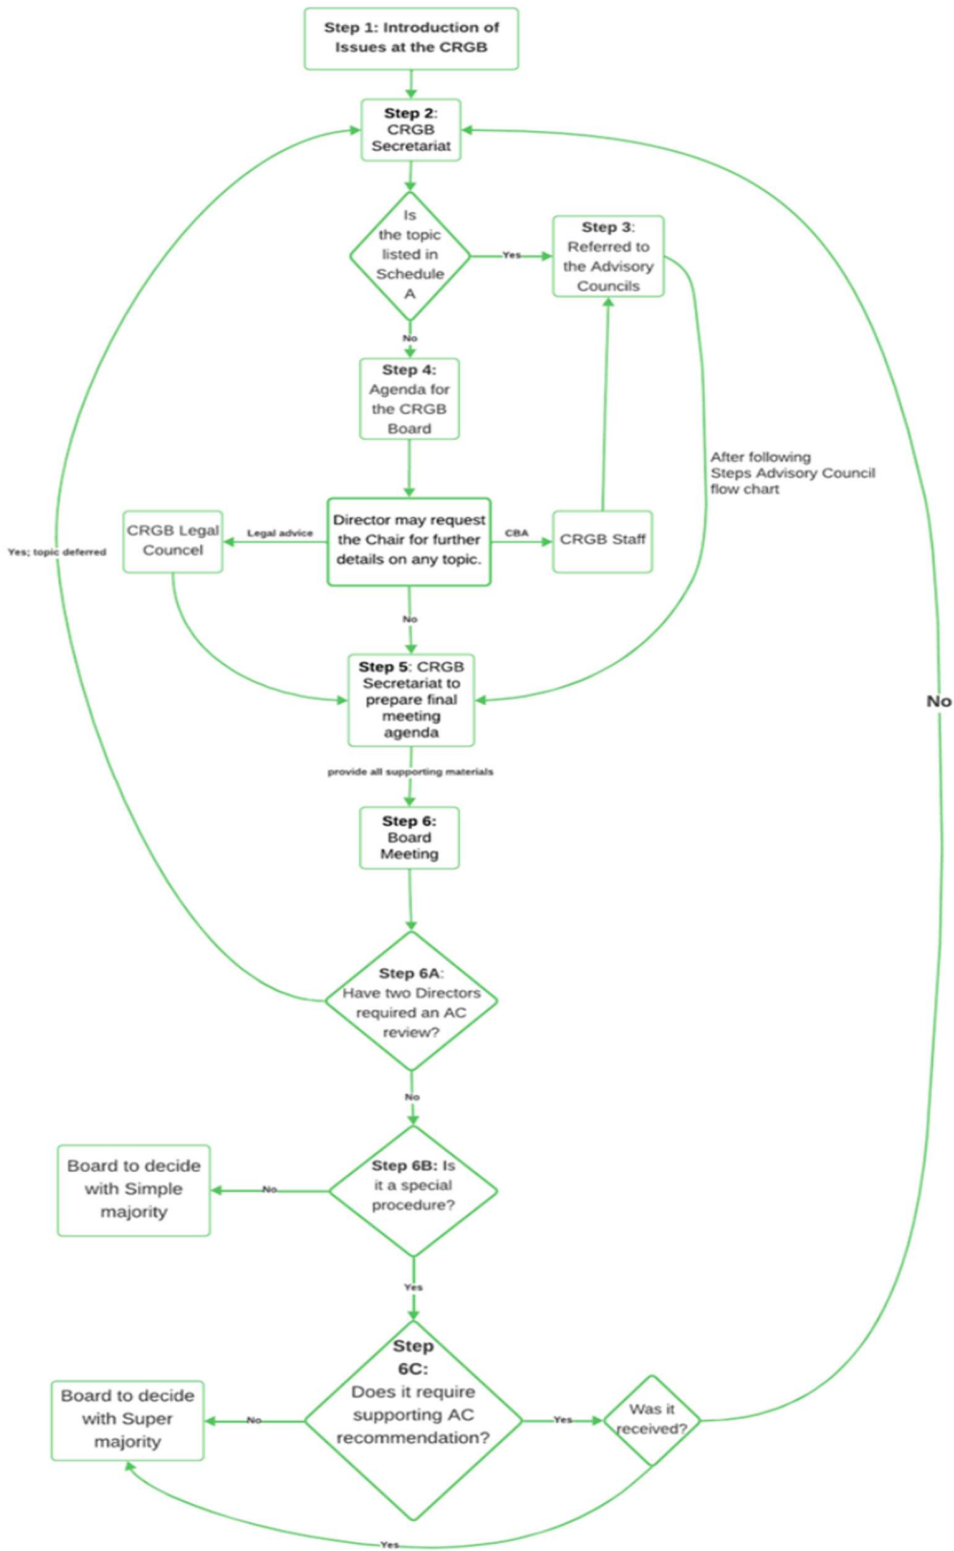 Step 1: Introduction of
Issues at the CRGB
Step 2:
CRGB
Secretariat
Is
the topic
listed in
Schedule
A
Yes
Step 3:
Referred to
the Advisory
Councils
No
Step 4:
Agenda for
the CRGB
Board
After following
Steps Advisory Council
flow chart
Yes; topic deferred
CRGB Legal
Councel
Legal advice
Director may request
the Chair for further
details on any topic.
CBA
CRGB Staff
No
Step 5: CRGB
Secretariat to
prepare final
meeting
agenda
No
provide all supporting materials
Step 6:
Board
Meeting
Step 6A:
Have two Directors
required an AC
review?
No
Board to decide
with Simple
majority
No
Step 6B: Is
it a special
procedure?
Yes
Step
6C:
Does it require
supporting AC
recommendation?
Board to decide
with Super
majority
No
Yes
Was it
received?
Yes